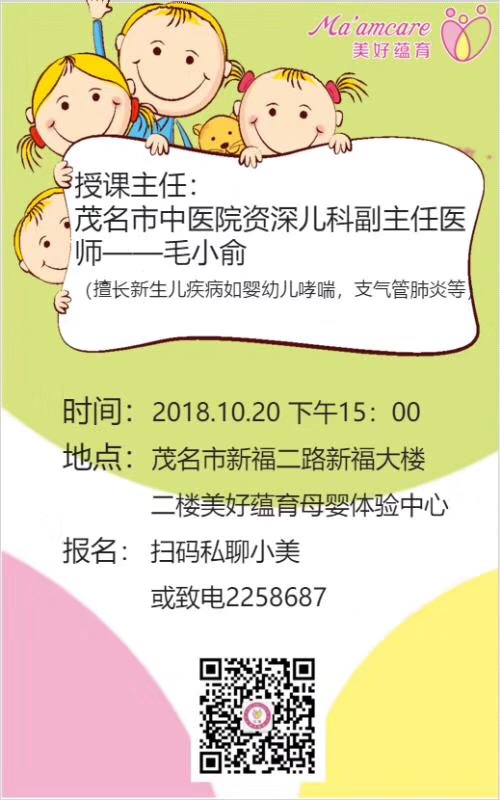 Ma'amcare
美好蕴育
授课主任：
茂名市中医院资深儿科副主任医
师——毛小俞
（擅长新生儿疾病如婴幼儿哮喘，支气管肺炎等）
时间：2018.10.20 下午15：00
地点：茂名市新福二路新福大楼
二楼美好蕴育母婴体验中心
报名：扫码私聊小美
或致电2258687